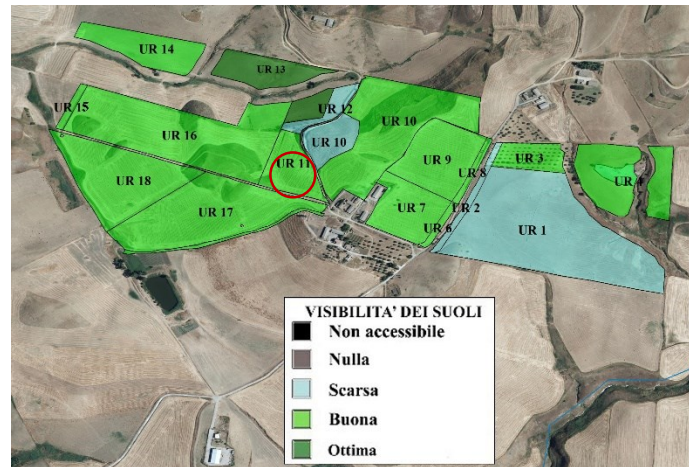 UR 14
UR 13
UR 15
UR 12
UR 16
UR 10
UR 10
UR 11
UR 9
UR 3
UR 8
UR 4
UR 18
UR 17
UR 7
UR 2
UR 6
UR 1
VISIBILITA' DEI SUOLI
Non accessibile
Nulla
Scarsa
Buona
Ottima